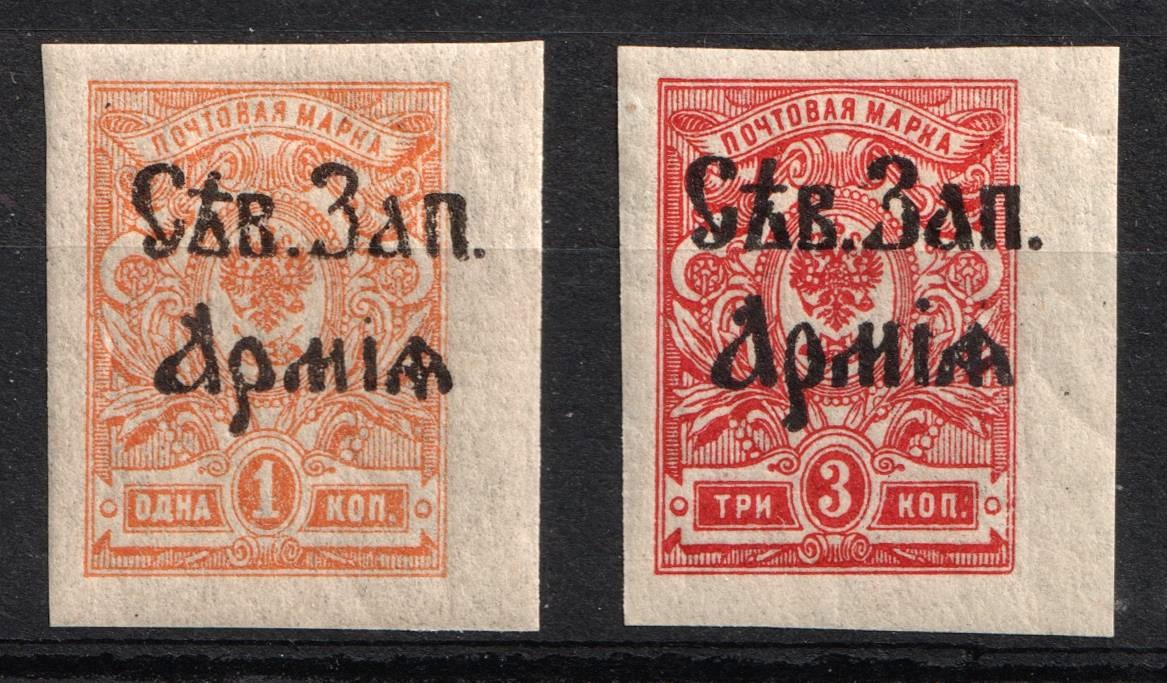 ПОЧТОВАЯ МАРКА
Сѣв. Зап.
Армія
ОДНА 1 КОП.
ПОЧТОВАЯ МАРКА
Сѣв. Зап.
Армія
ТРИ 3 КОП.